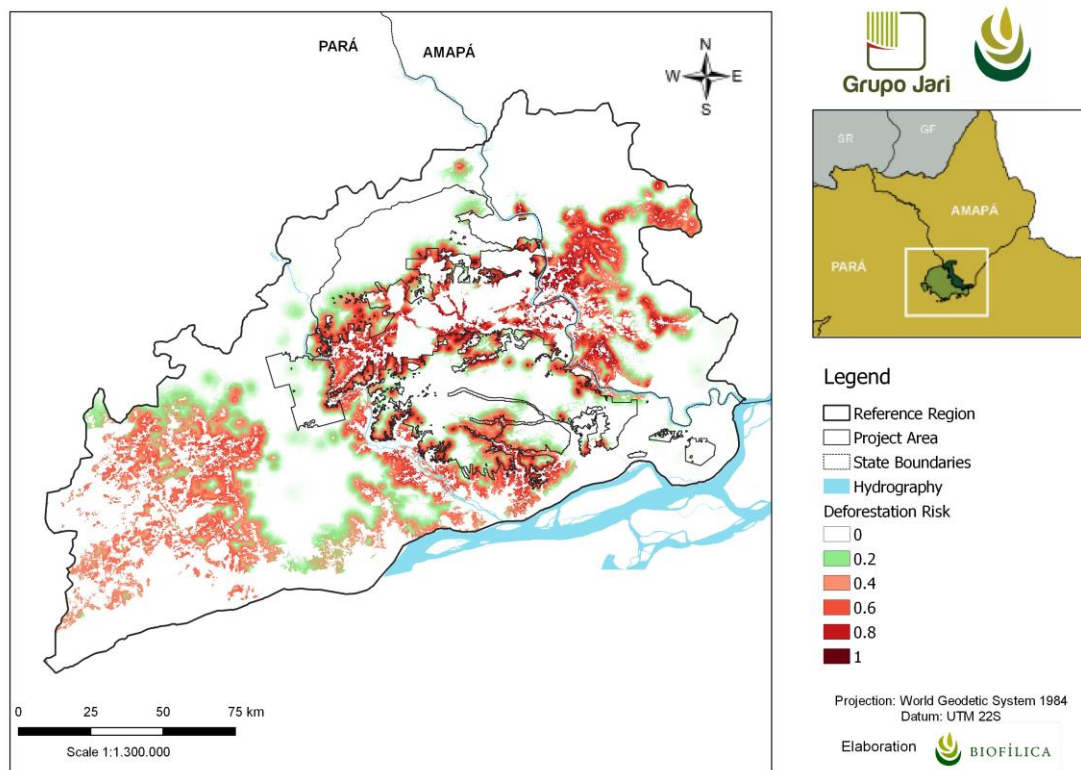 PARÁ
AMAPÁ
N
W E
S
0 25 50 75 km
Scale 1:1.300.000
Grupo Jari
SR
GF
AMAPÁ
PARÁ
Legend
Reference Region
Project Area
State Boundaries
Hydrography
Deforestation Risk
0
0.2
0.4
0.6
0.8
1
Projection: World Geodetic System 1984
Datum: UTM 22S
Elaboration BIOFÍLICA